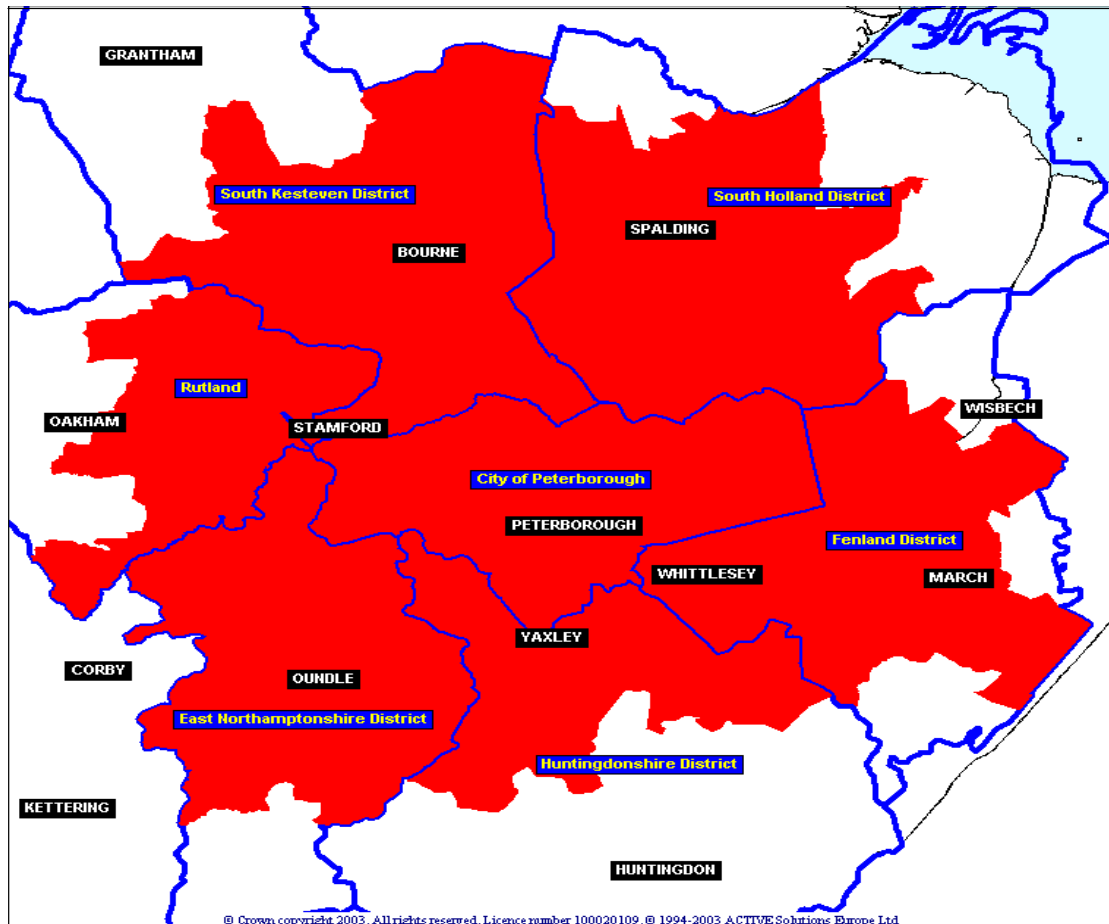 GRANTHAM
South Kesteven District
South Holland District
SPALDING
BOURNE
Rutland
WISBECH
OAKHAM
STAMFORD
City of Peterborough
PETERBOROUGH
Fenland District
WHITTLESEY
MARCH
YAXLEY
CORBY
OUNDLE
East Northamptonshire District
Huntingdonshire District
KETTERING
HUNTINGDON
© Crown copyright 2003. All rights reserved. Licence number 100020109. © 1994-2003 ACTIVE Solutions Europe Ltd